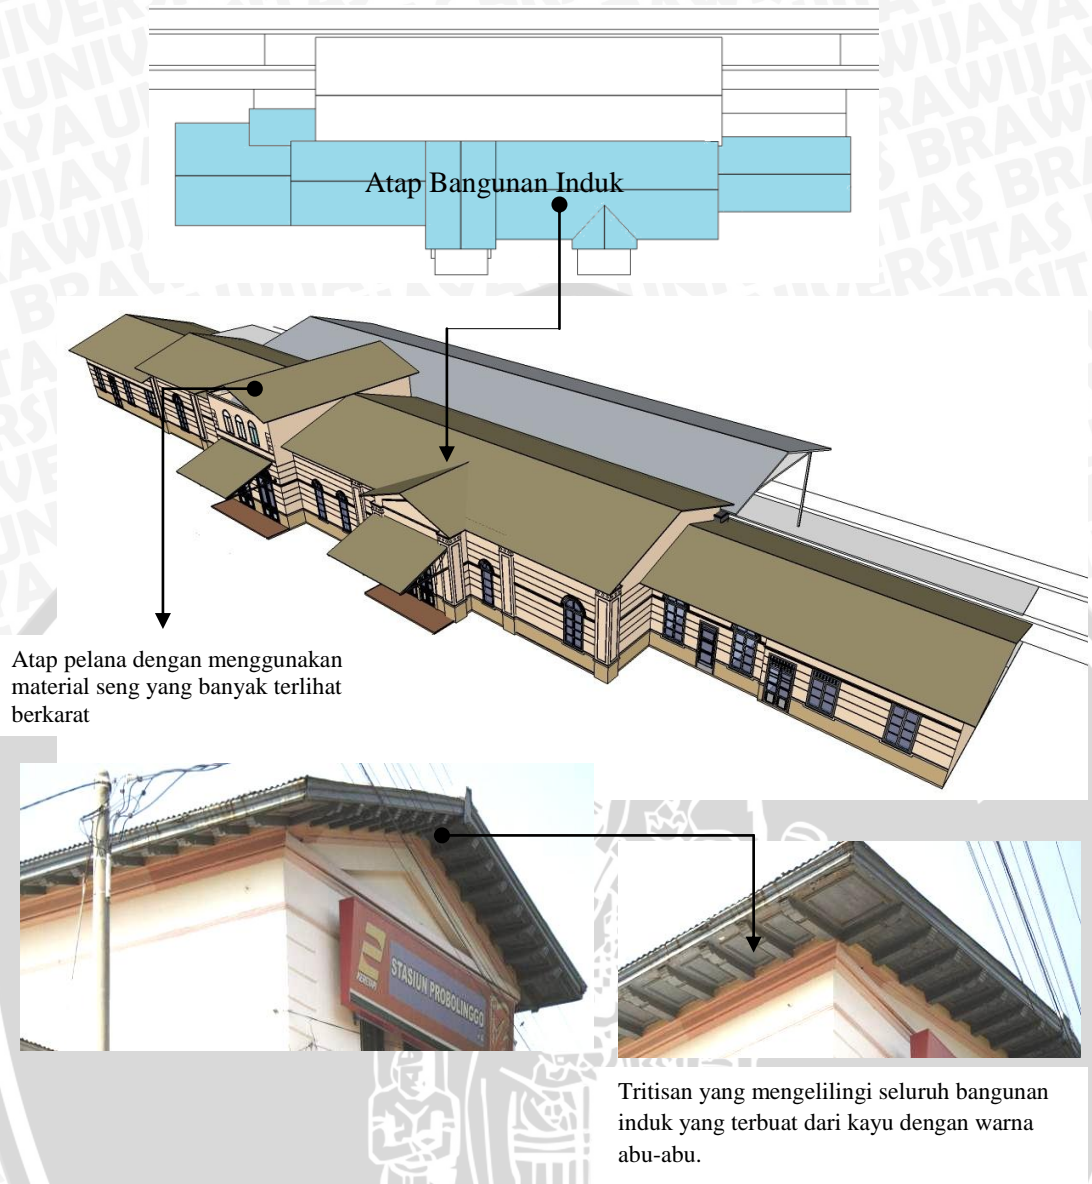 Atap Bangunan Induk
Atap pelana dengan menggunakan
material seng yang banyak terlihat
berkarat
KERETAPI
STASIUN PROBOLINGGO
Tritisan yang mengelilingi seluruh bangunan
induk yang terbuat dari kayu dengan warna
abu-abu.